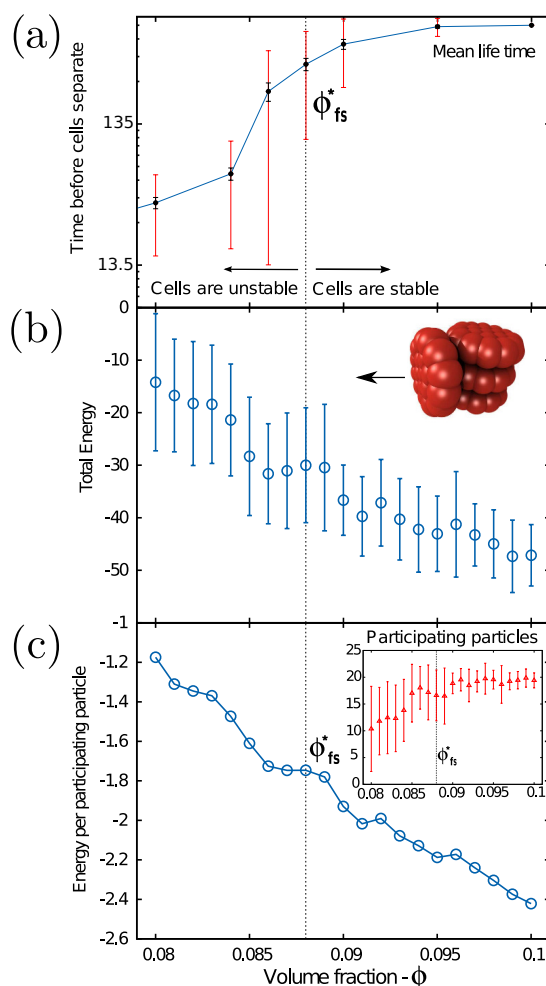 (a)
Time before cells separate
135
13.5
Mean life time
ϕ*fs
Cells are unstable
Cells are stable
(b)
Total Energy
0
-10
-20
-30
-40
-50
-1
(c)
Energy per participating particle
-1.2
-1.4
-1.6
-1.8
-2
-2.2
-2.4
-2.6
ϕ*fs
Participating particles
25
20
15
10
5
0
ϕ*fs
0.08 0.085 0.09 0.095 0.1
0.08 0.085 0.09 0.095 0.1
Volume fraction - ϕ